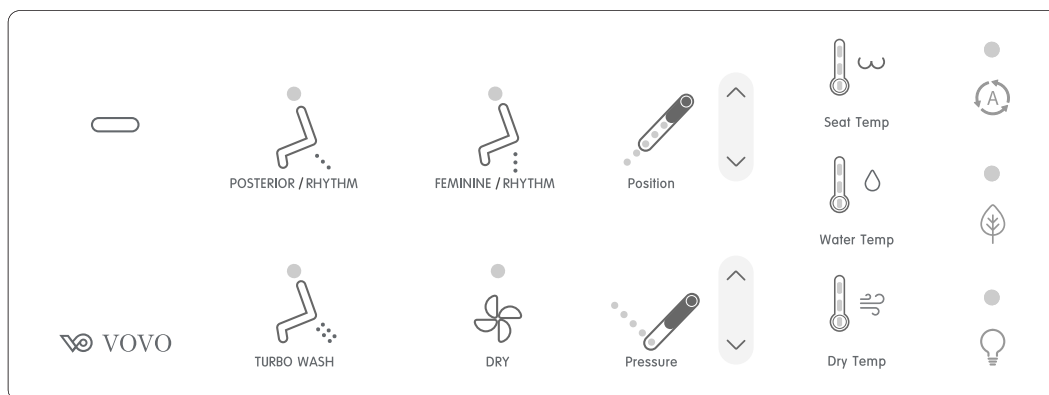 Seat Temp
A
POSTERIOR / RHYTHM
FEMININE / RHYTHM
Position
Water Temp
VOVO
TURBO WASH
DRY
Pressure
Dry Temp